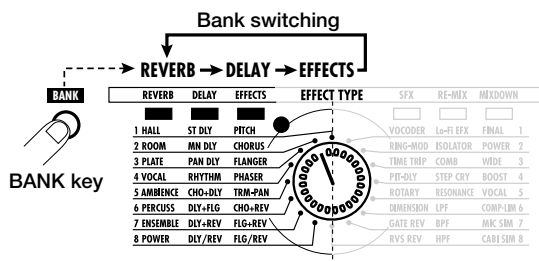 Bank switching
REVERB → DELAY → EFFECTS
BANK
REVERB DELAY EFFECTS EFFECT TYPE SFX RE-MIX MIXDOWN
1 HALL ST DLY PITCH VOCODER Lo-Fi EFX FINAL 1
2 ROOM MN DLY CHORUS RING-MOD ISOLATOR POWER 2
3 PLATE PAN DLY FLANGER TIME TRIP COMB WIDE 3
4 VOCAL RHYTHM PHASER PIT-DLY STEP CRY BOOST 4
5 AMBIENCE CHO+DLY TRM-PAN ROTARY RESONANCE VOCAL 5
6 PERCUSS DLY+FLG CHO+REV DIMENSION LPF COMP-LIM 6
7 ENSEMBLE DLY+REV FLG+REV GATE REV BPF MIC SIM 7
8 POWER DLY/REV FLG/REV RVS REV HPF CABI SIM 8
BANK key